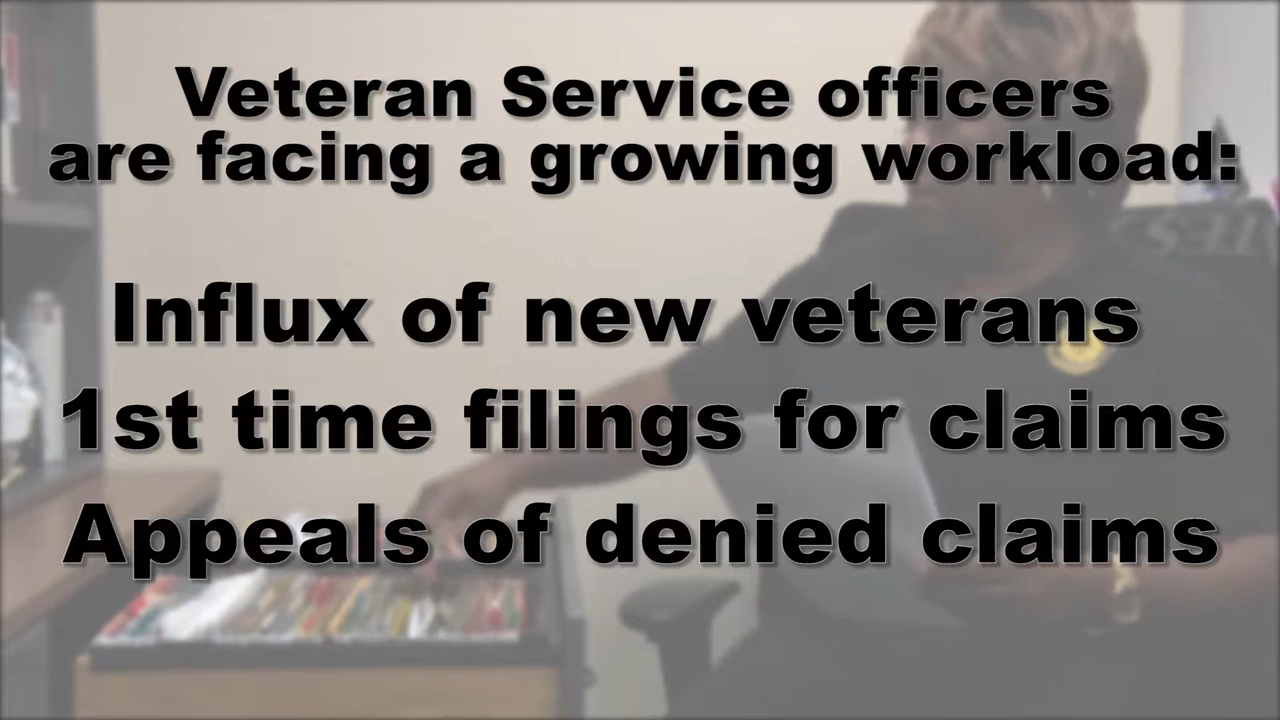 Veteran Service officers
are facing a growing workload:
Influx of new veterans
1st time filings for claims
Appeals of denied claims